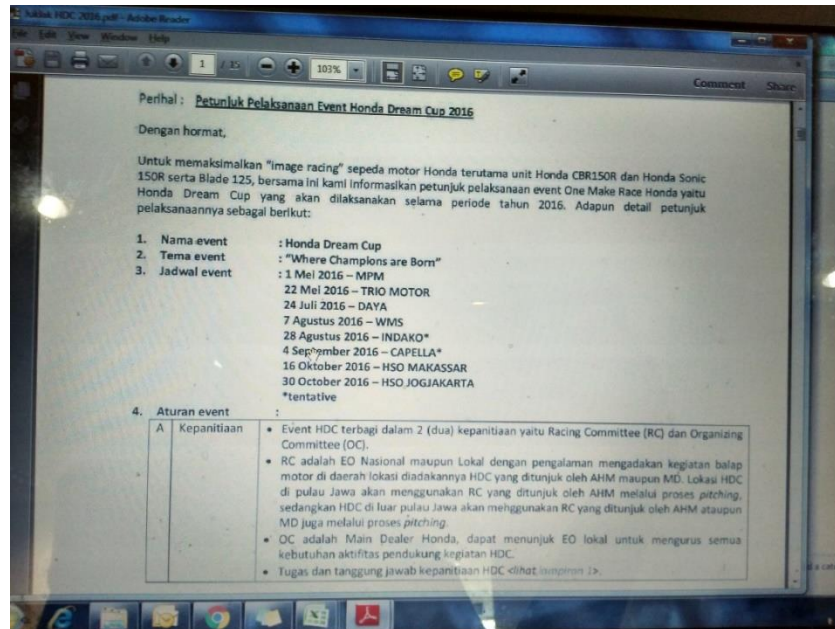 Juklak HDC 2016.pdf - Adobe Reader
File Edit View Window Help
1 / 15
103%
Comment Share
Perihal : Petunjuk Pelaksanaan Event Honda Dream Cup 2016
Dengan hormat,
Untuk memaksimalkan "image racing" sepeda motor Honda terutama unit Honda CBR150R dan Honda Sonic
150R serta Blade 125, bersama ini kami informasikan petunjuk pelaksanaan event One Make Race Honda yaitu
Honda Dream Cup yang akan dilaksanakan selama periode tahun 2016. Adapun detail petunjuk
pelaksanaannya sebagai berikut:
1. Nama event : Honda Dream Cup
2. Tema event : "Where Champions are Born"
3. Jadwal event : 1 Mei 2016 – MPM
22 Mei 2016 – TRIO MOTOR
24 Juli 2016 – DAYA
7 Agustus 2016 – WMS
28 Agustus 2016 – INDAKO*
4 September 2016 – CAPELLA*
16 Oktober 2016 – HSO MAKASSAR
30 October 2016 – HSO JOGJAKARTA
*tentative
4. Aturan event :
A Kepanitiaan • Event HDC terbagi dalam 2 (dua) kepanitiaan yaitu Racing Committee (RC) dan Organizing
Committee (OC).
• RC adalah EO Nasional maupun Lokal dengan pengalaman mengadakan kegiatan balap
motor di daerah lokasi diadakannya HDC yang ditunjuk oleh AHM maupun MD. Lokasi HDC
di pulau Jawa akan menggunakan RC yang ditunjuk oleh AHM melalui proses pitching,
sedangkan HDC di luar pulau Jawa akan menggunakan RC yang ditunjuk oleh AHM ataupun
MD juga melalui proses pitching.
• OC adalah Main Dealer Honda, dapat menunjuk EO lokal untuk mengurus semua
kebutuhan aktifitas pendukung kegiatan HDC.
• Tugas dan tanggung jawab kepanitiaan HDC <lihat lampiran 1>.